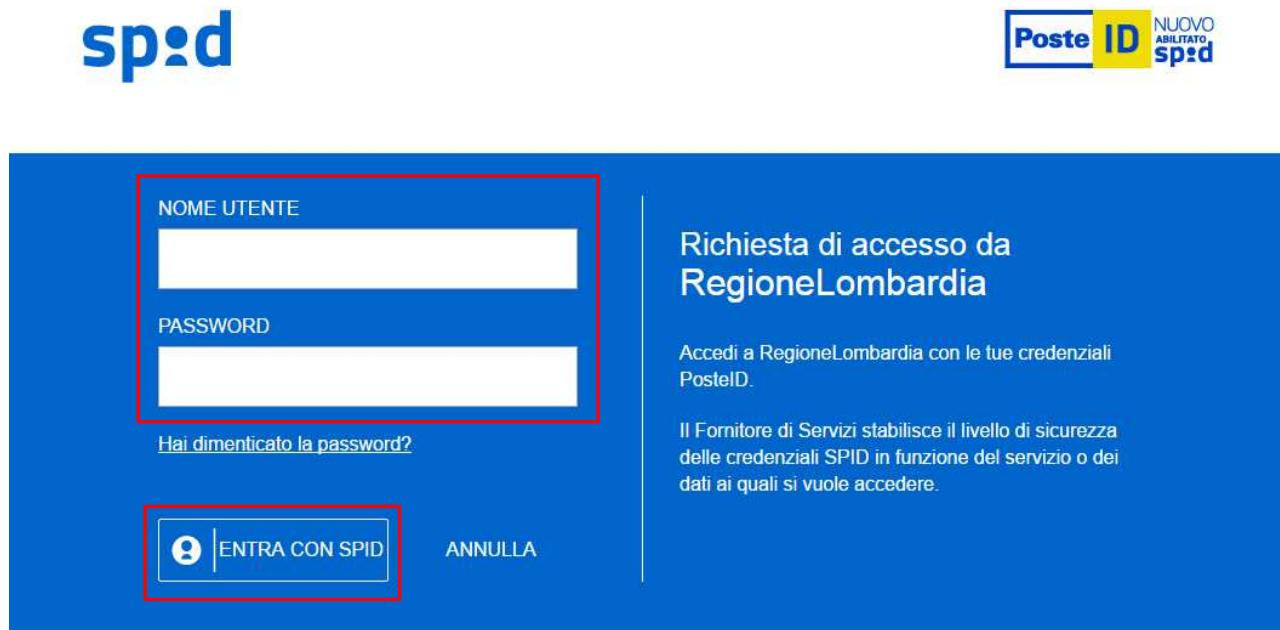 spid
Poste ID NUOVO
ABILITATO
spid
NOME UTENTE
PASSWORD
Hai dimenticato la password?
ENTRA CON SPID
ANNULLA
Richiesta di accesso da
RegioneLombardia
Accedi a RegioneLombardia con le tue credenziali
PosteID.
Il Fornitore di Servizi stabilisce il livello di sicurezza
delle credenziali SPID in funzione del servizio o dei
dati ai quali si vuole accedere.